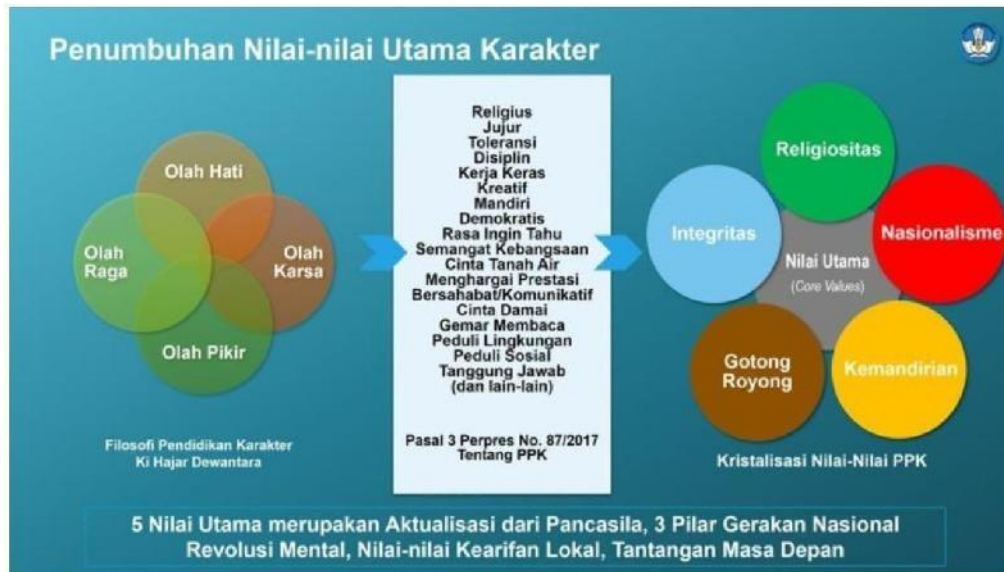 Penumbuhan Nilai-nilai Utama Karakter
Olah Hati
Olah
Raga
Olah
Karsa
Olah Pikir
Filosofi Pendidikan Karakter
Ki Hajar Dewantara
Religius
Jujur
Toleransi
Disiplin
Kerja Keras
Kreatif
Mandiri
Demokratis
Rasa Ingin Tahu
Semangat Kebangsaan
Cinta Tanah Air
Menghargai Prestasi
Bersahabat/Komunikatif
Cinta Damai
Gemar Membaca
Peduli Lingkungan
Peduli Sosial
Tanggung Jawab
(dan lain-lain)
Pasal 3 Perpres No. 87/2017
Tentang PPK
Religiositas
Integritas
Nasionalisme
Nilai Utama
(Core Values)
Gotong
Royong
Kemandirian
Kristalisasi Nilai-Nilai PPK
5 Nilai Utama merupakan Aktualisasi dari Pancasila, 3 Pilar Gerakan Nasional
Revolusi Mental, Nilai-nilai Kearifan Lokal, Tantangan Masa Depan